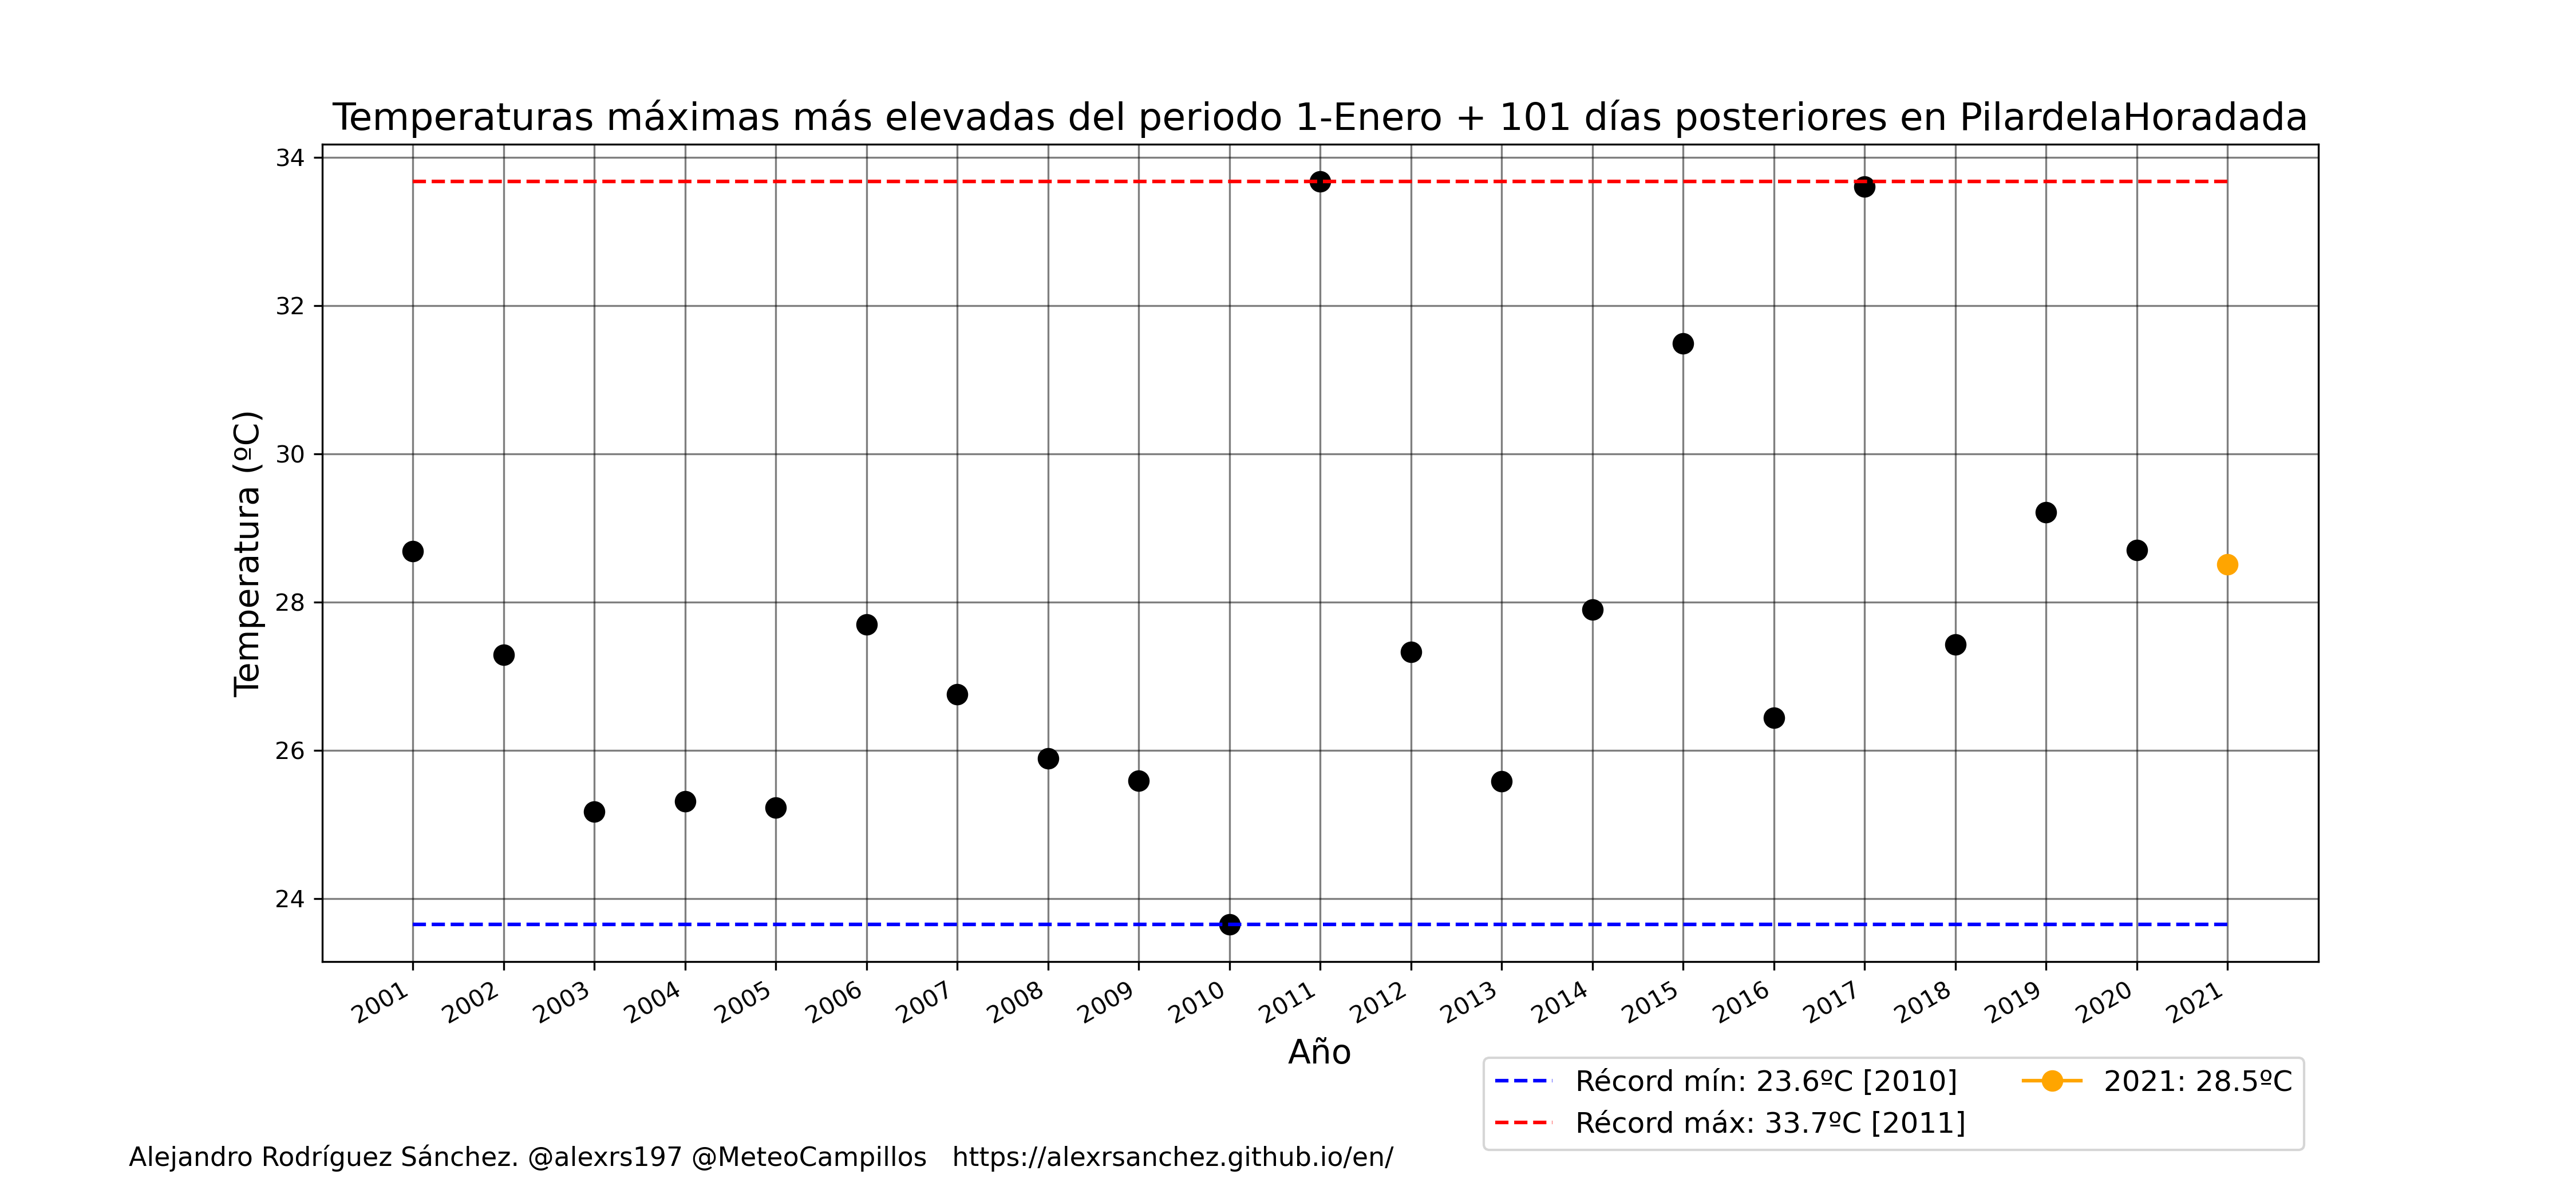 Temperaturas máximas más elevadas del periodo 1-Enero + 101 días posteriores en PilardelaHoradada
Temperatura (ºC)
34
32
30
28
26
24
2001 2002 2003 2004 2005 2006 2007 2008 2009 2010 2011 2012 2013 2014 2015 2016 2017 2018 2019 2020 2021
Año
Récord mín: 23.6ºC [2010]
Récord máx: 33.7ºC [2011]
2021: 28.5ºC
Alejandro Rodríguez Sánchez. @alexrs197 @MeteoCampillos https://alexrsanchez.github.io/en/